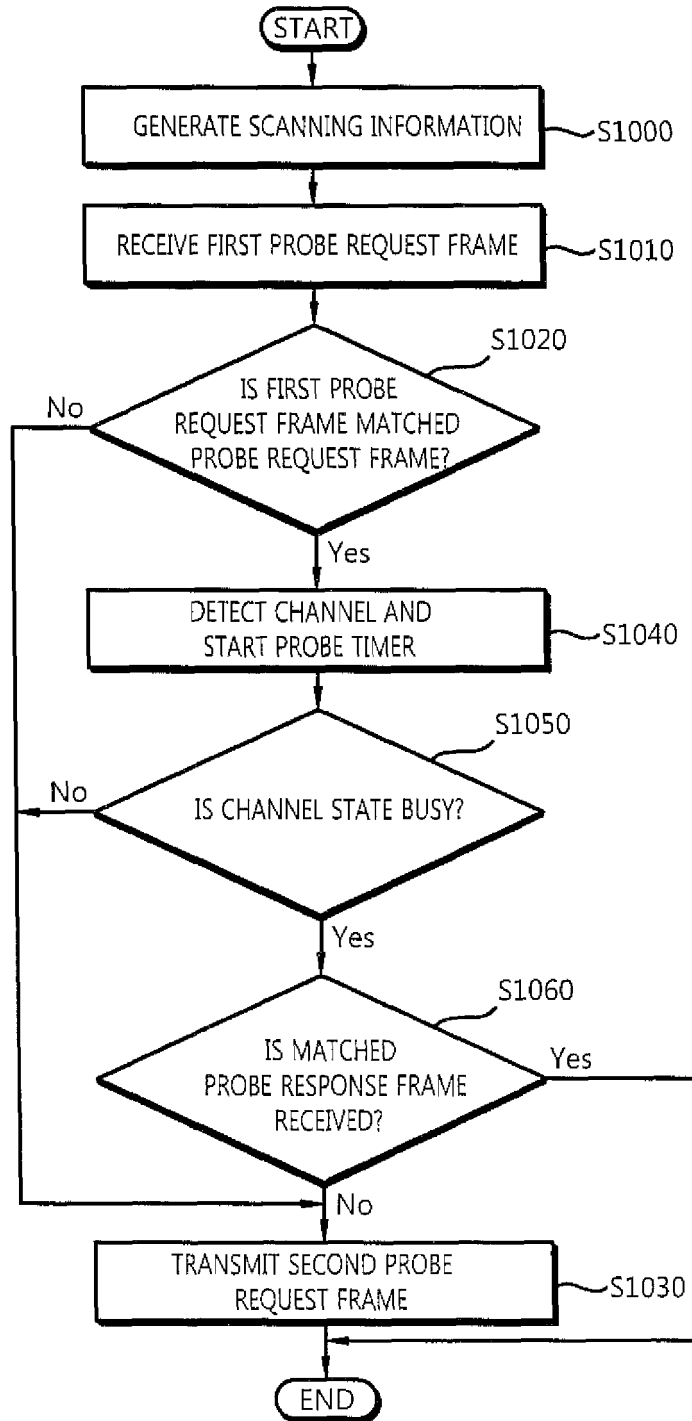 START
GENERATE SCANNING INFORMATION
S1000
RECEIVE FIRST PROBE REQUEST FRAME
S1010
S1020
IS FIRST PROBE
REQUEST FRAME MATCHED
PROBE REQUEST FRAME?
No
Yes
DETECT CHANNEL AND
START PROBE TIMER
S1040
S1050
IS CHANNEL STATE BUSY?
No
Yes
S1060
IS MATCHED
PROBE RESPONSE FRAME
RECEIVED?
Yes
No
TRANSMIT SECOND PROBE
REQUEST FRAME
S1030
END